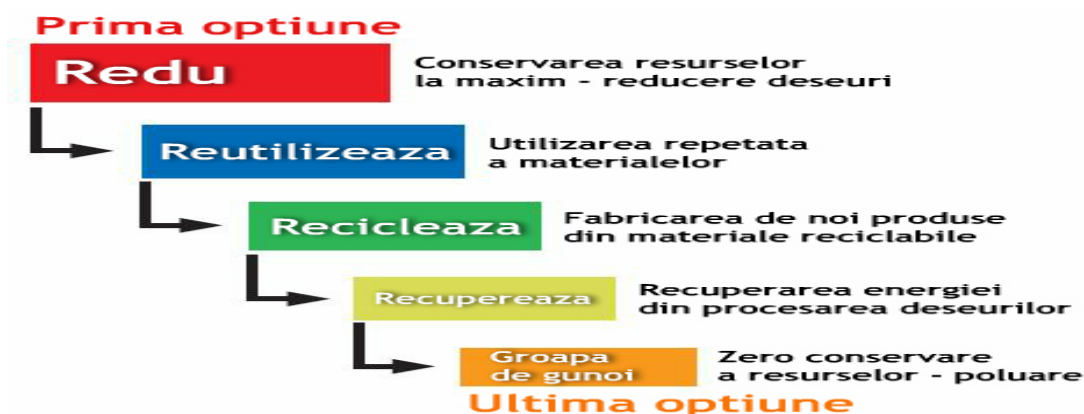 Prima optiune
Redu
Conservarea resurselor
la maxim - reducere deseuri
Reutilizeaza
Utilizarea repetata
a materialelor
Recicleaza
Fabricarea de noi produse
din materiale reciclabile
Recupereaza
Recuperarea energiei
din procesarea deseurilor
Groapa
de gunoi
Zero conservare
a resurselor - poluare
Ultima optiune